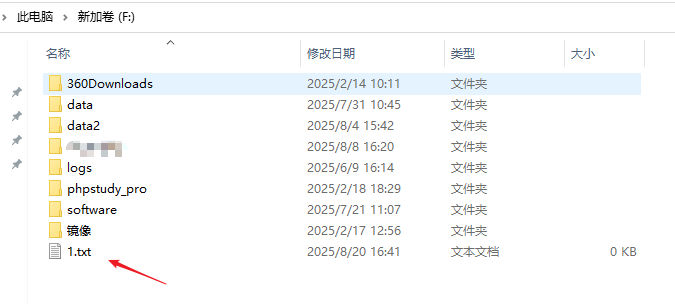 此电脑 > 新加卷 (F:)
名称 修改日期 类型 大小
360Downloads 2025/2/14 10:11 文件夹
data 2025/7/31 10:45 文件夹
data2 2025/8/4 15:42 文件夹
2025/8/8 16:20 文件夹
logs 2025/6/9 16:14 文件夹
phpstudy_pro 2025/2/18 18:29 文件夹
software 2025/7/21 11:07 文件夹
镜像 2025/2/17 12:56 文件夹
1.txt 2025/8/20 16:41 文本文档 0 KB